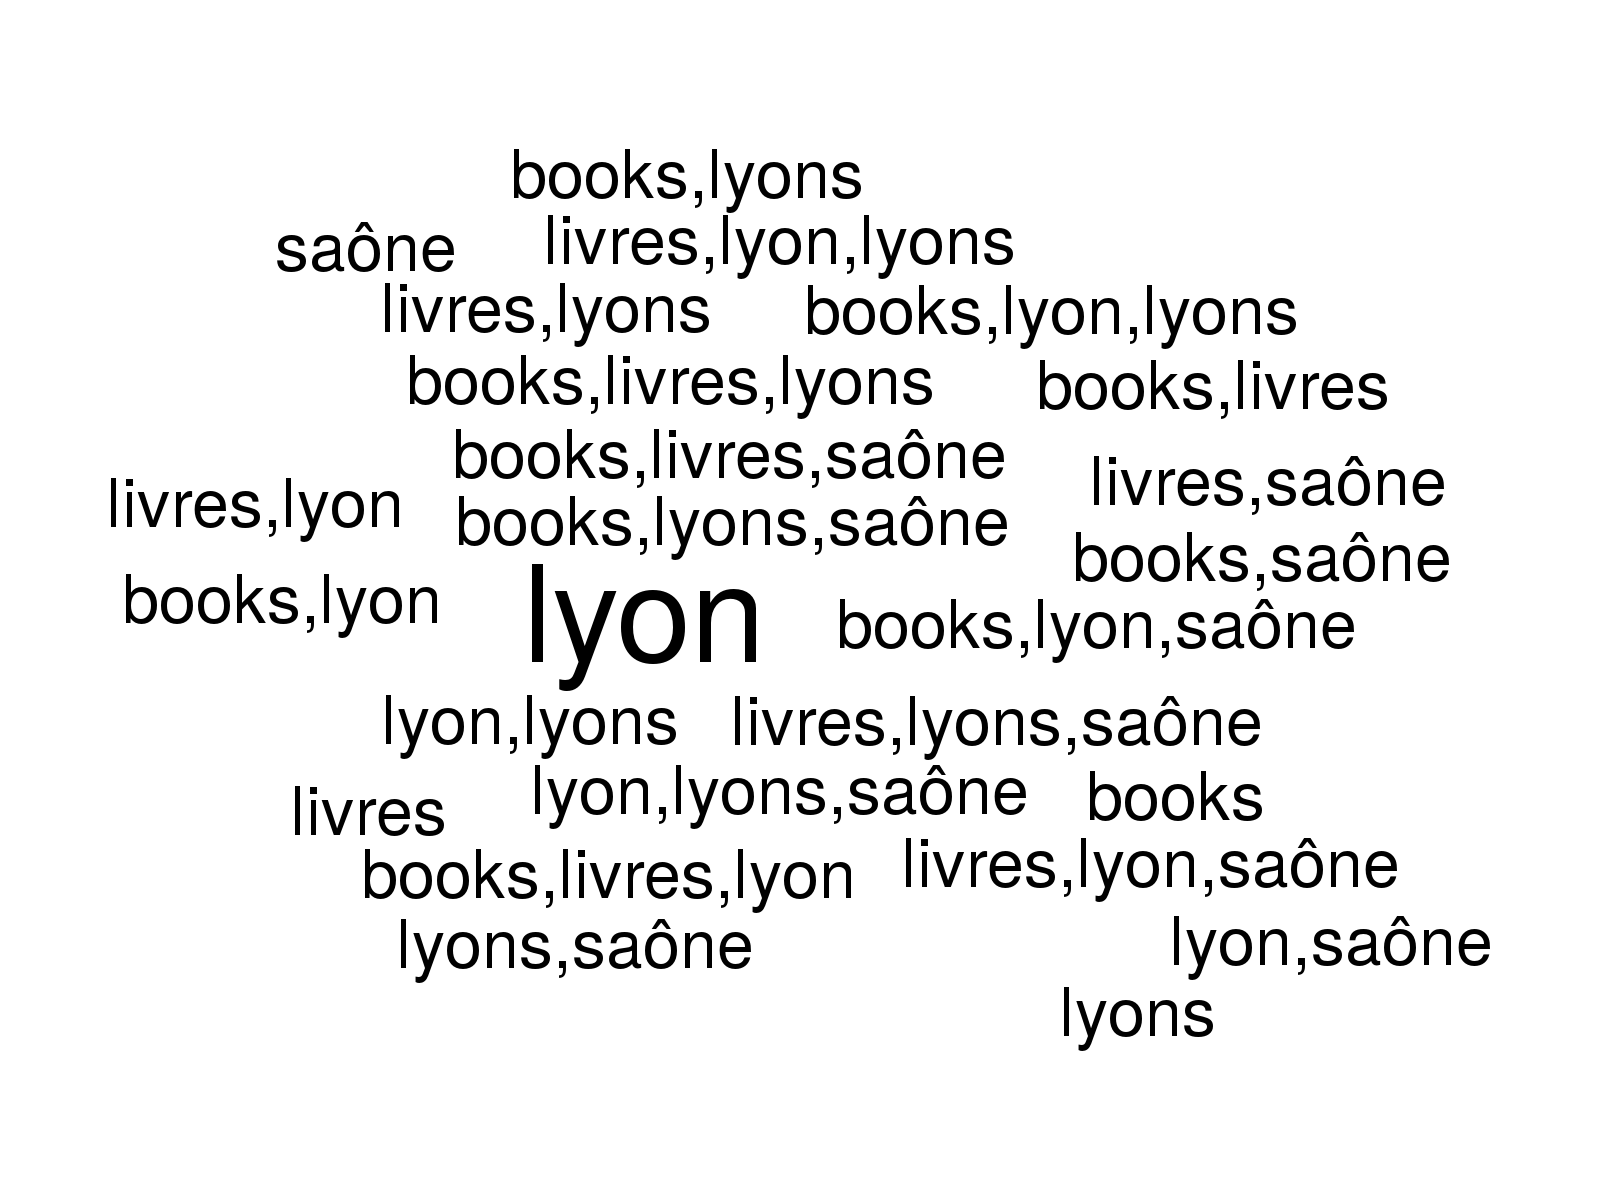 books,lyons
saône
livres,lyon,lyons
livres,lyons
books,lyon,lyons
books,livres,lyons
books,livres
books,livres,saône
livres,saône
livres,lyon
books,lyons,saône
books,saône
books,lyon
lyon
books,lyon,saône
lyon,lyons
livres,lyons,saône
lyon,lyons,saône
books
livres
books,livres,lyon
livres,lyon,saône
lyons,saône
lyon,saône
lyons